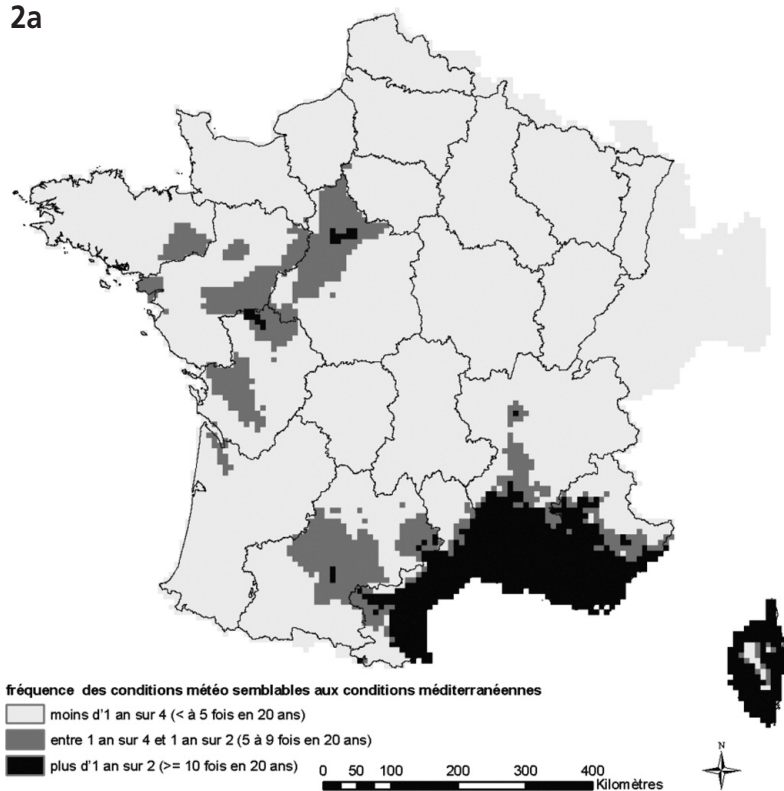 2a
fréquence des conditions météo semblables aux conditions méditerranéennes
moins d'1 an sur 4 (< à 5 fois en 20 ans)
entre 1 an sur 4 et 1 an sur 2 (5 à 9 fois en 20 ans)
plus d'1 an sur 2 (>= 10 fois en 20 ans)
0 50 100 200 300 400
Kilomètres
N